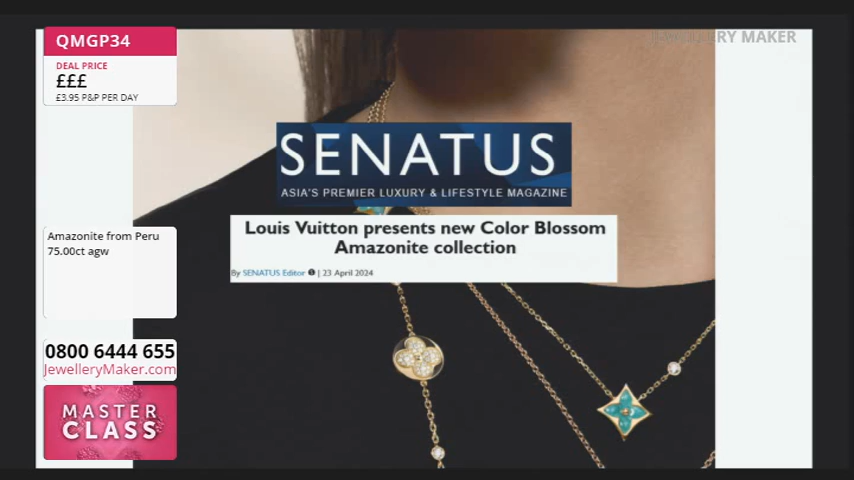 QMGP34
DEAL PRICE
£££
£3.95 P&P PER DAY
JEWELLERY MAKER
SENATUS
ASIA'S PREMIER LUXURY & LIFESTYLE MAGAZINE
Louis Vuitton presents new Color Blossom
Amazonite collection
By SENATUS Editor | 23 April 2024
Amazonite from Peru
75.00ct agw
0800 6444 655
JewelleryMaker.com
MASTER
CLASS